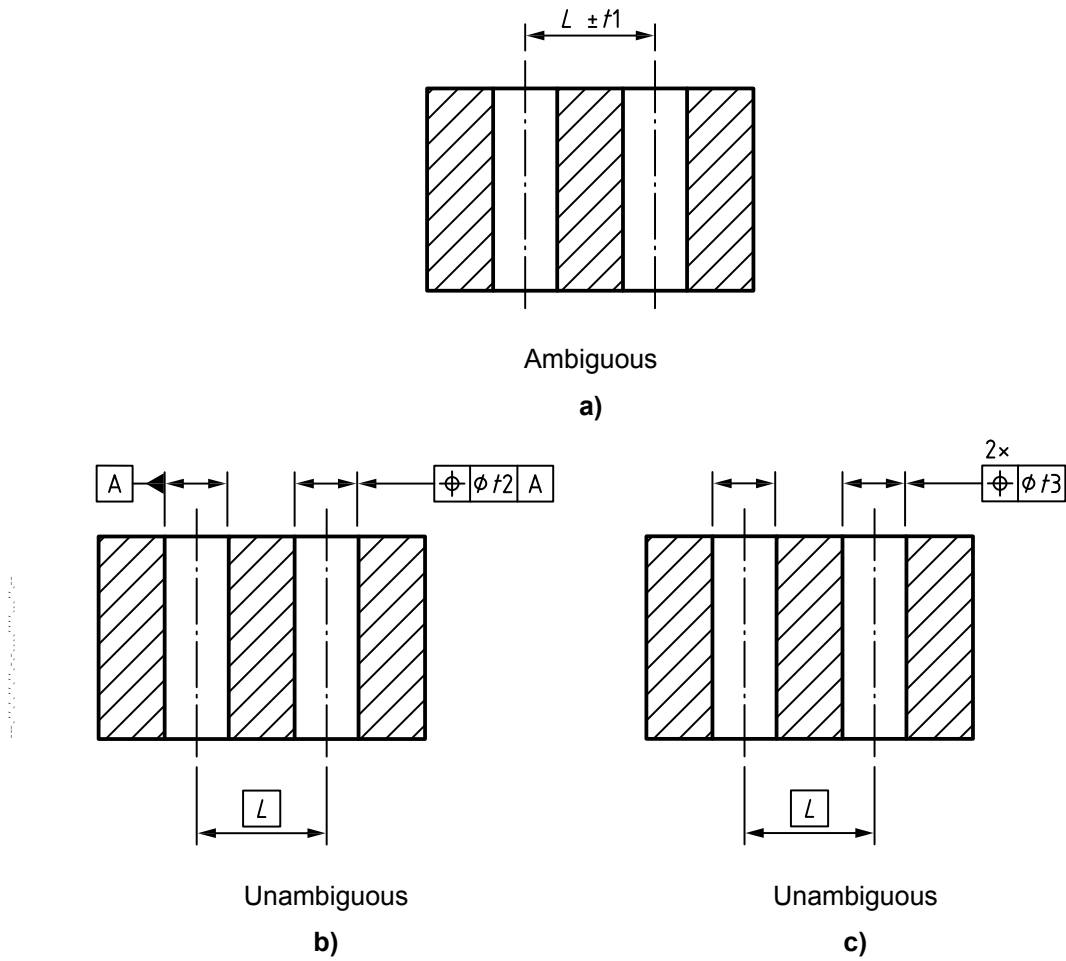 L ±t1
Ambiguous
a)
A
⌖ ⌀ t2 A
2×
⌖ ⌀ t3
L
L
Unambiguous
Unambiguous
b)
c)